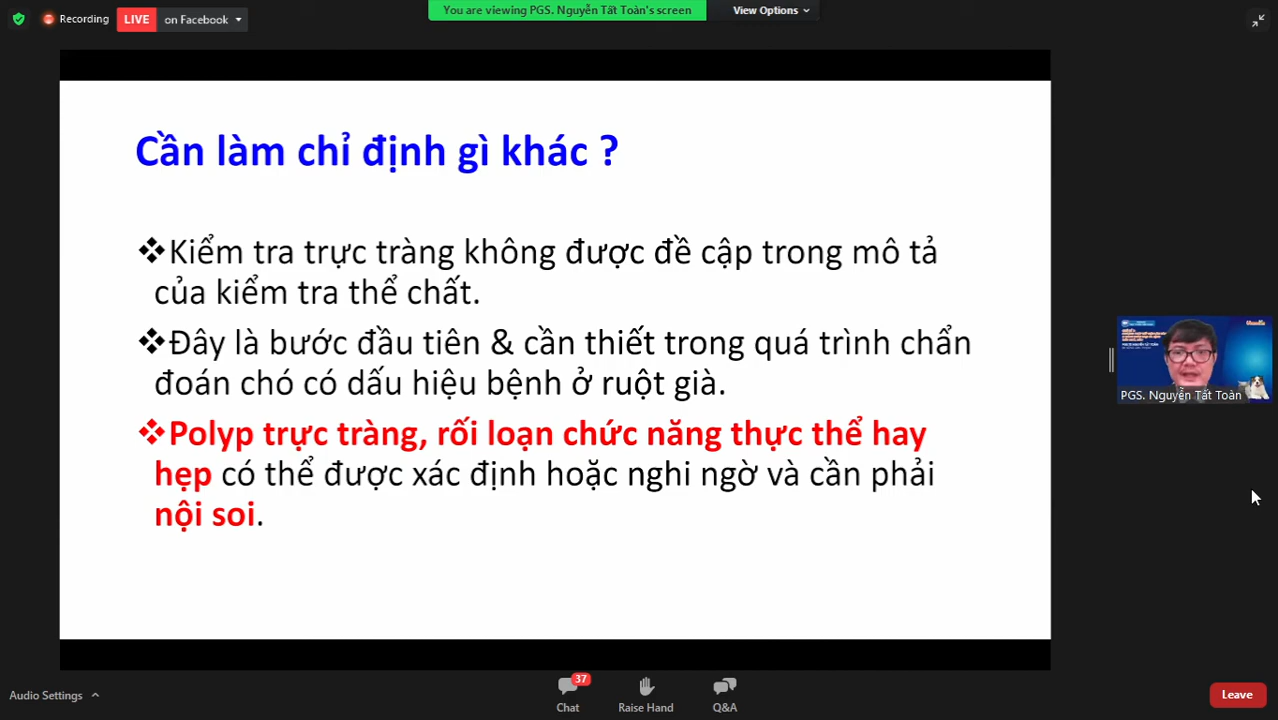 Recording
LIVE
on Facebook
You are viewing PGS. Nguyễn Tất Toàn's screen
View Options
Cần làm chỉ định gì khác ?
❖Kiểm tra trực tràng không được đề cập trong mô tả
của kiểm tra thể chất.
❖Đây là bước đầu tiên & cần thiết trong quá trình chẩn
đoán chó có dấu hiệu bệnh ở ruột già.
❖Polyp trực tràng, rối loạn chức năng thực thể hay
hẹp có thể được xác định hoặc nghi ngờ và cần phải
nội soi.
PGS. Nguyễn Tất Toàn
Audio Settings
37
Chat
Raise Hand
Q&A
Leave